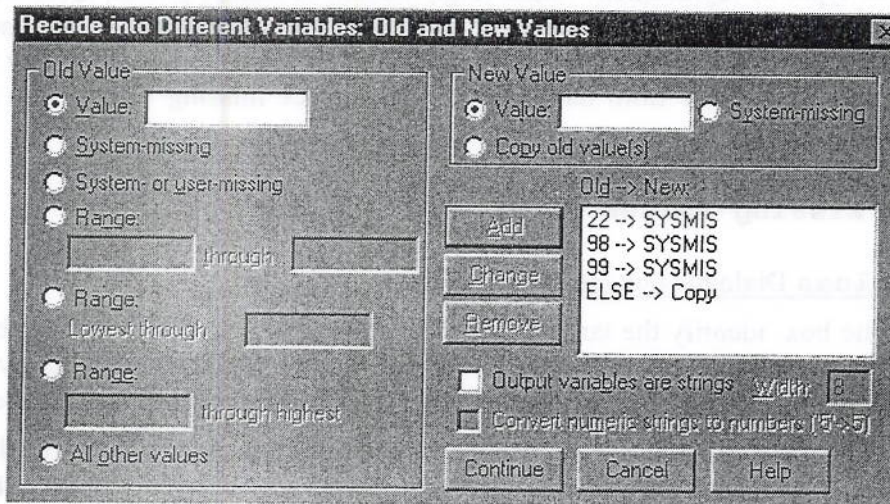 Recode into Different Variables: Old and New Values
Old Value
Value:
System-missing
System- or user-missing
Range:
through
Range:
Lowest through
Range:
through highest
All other values
New Value
Value: System-missing
Copy old value(s)
Old --> New:
Add
Change
Remove
22 --> SYSMIS
98 --> SYSMIS
99 --> SYSMIS
ELSE --> Copy
Output variables are strings Width: 8
Convert numeric strings to numbers ('5'->5)
Continue Cancel Help